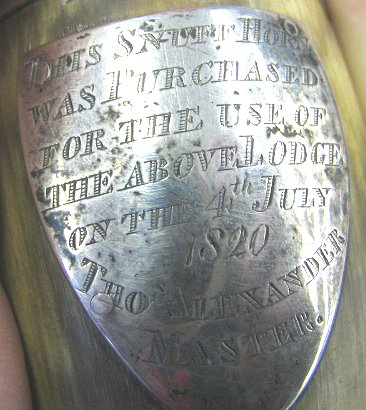 THIS SNUFF HORN
WAS PURCHASED
FOR THE USE OF
THE ABOVE LODGE
ON THE 4th JULY
1820
THOs ALEXANDER
MASTER.